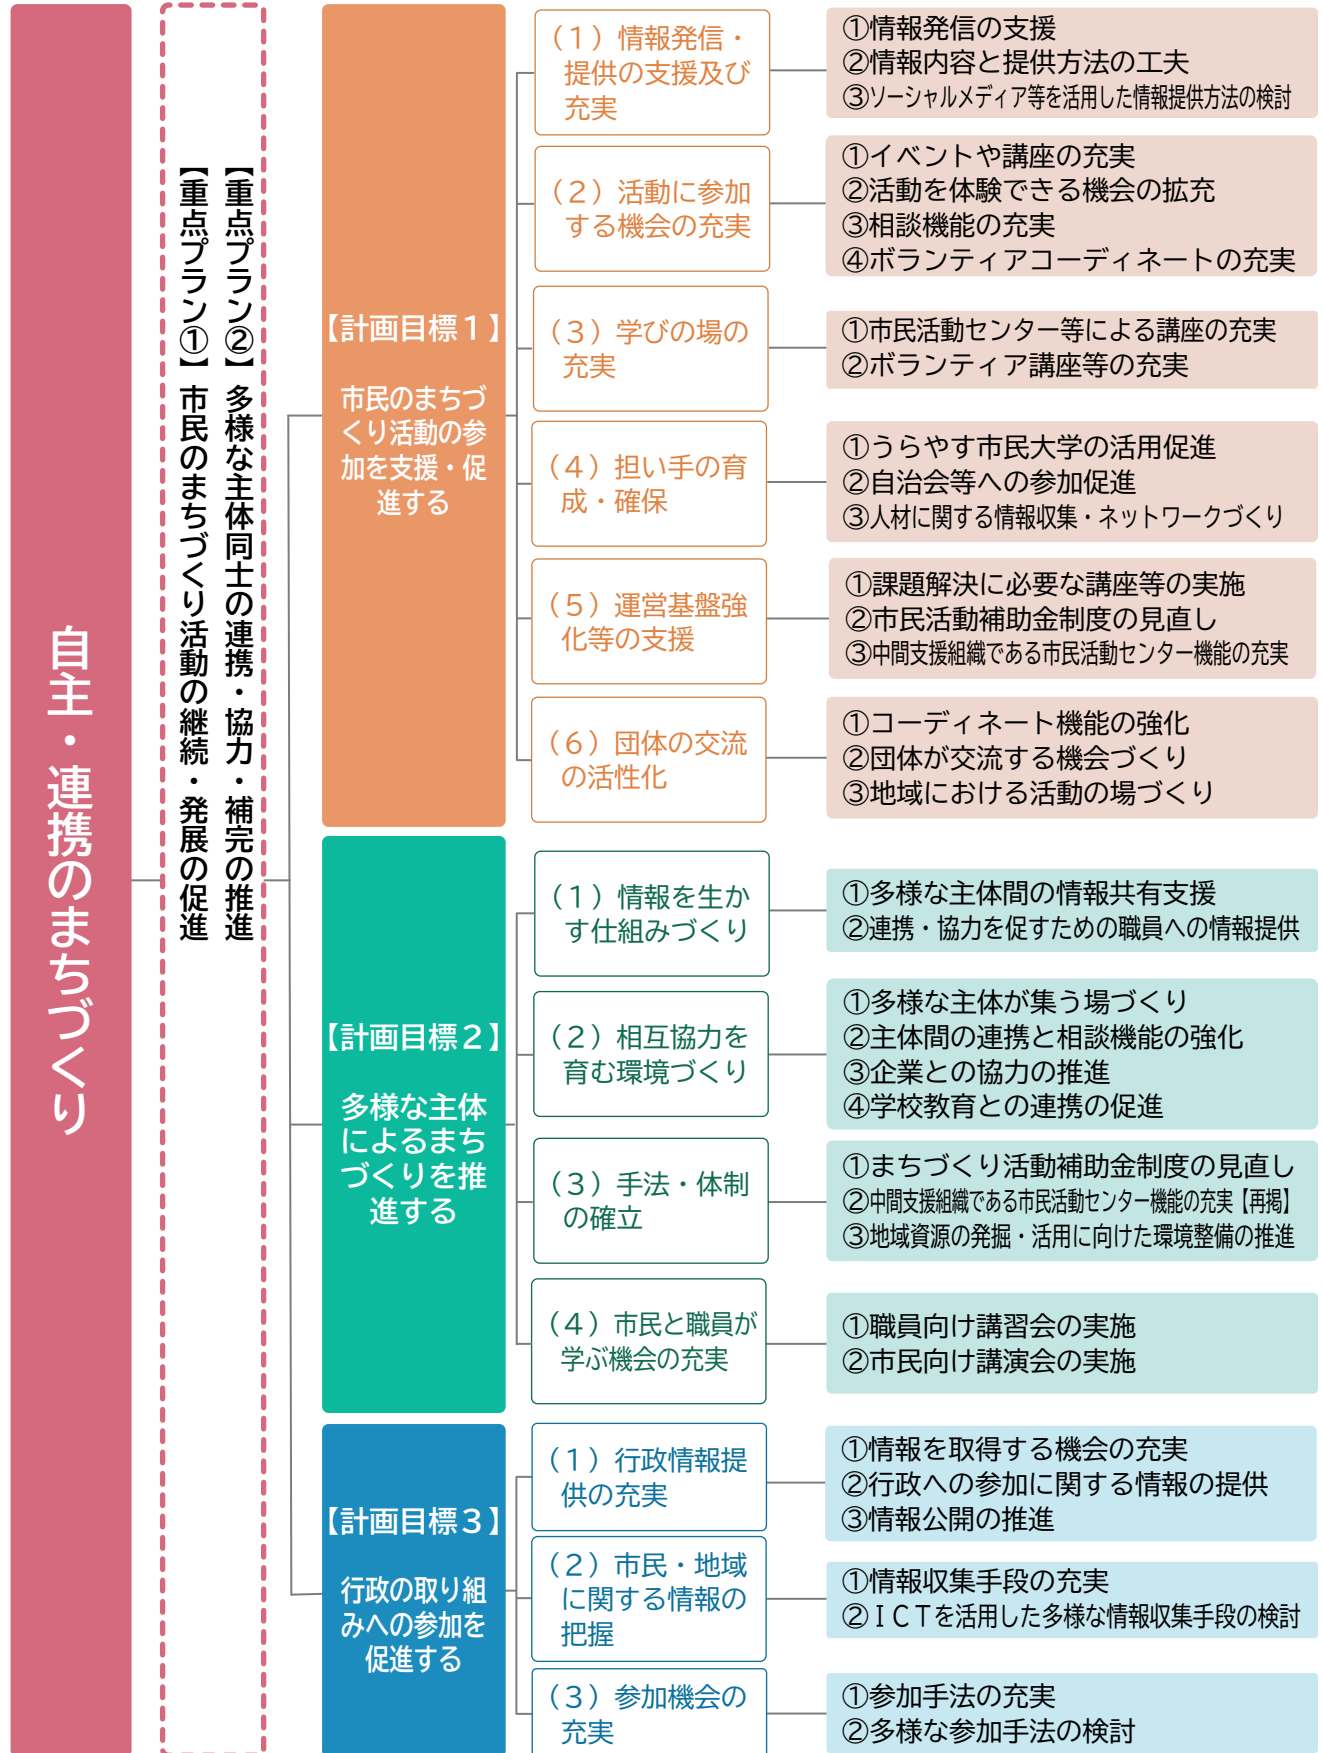 自主・連携のまちづくり
【重点プラン②】多様な主体同士の連携・協力・補完の推進
【重点プラン①】市民のまちづくり活動の継続・発展の促進
【計画目標１】
市民のまちづ
くり活動の参
加を支援・促
進する
（１）情報発信・
提供の支援及び
充実
①情報発信の支援
②情報内容と提供方法の工夫
③ソーシャルメディア等を活用した情報提供方法の検討
（２）活動に参加
する機会の充実
①イベントや講座の充実
②活動を体験できる機会の拡充
③相談機能の充実
④ボランティアコーディネートの充実
（３）学びの場の
充実
①市民活動センター等による講座の充実
②ボランティア講座等の充実
（４）担い手の育
成・確保
①うらやす市民大学の活用促進
②自治会等への参加促進
③人材に関する情報収集・ネットワークづくり
（５）運営基盤強
化等の支援
①課題解決に必要な講座等の実施
②市民活動補助金制度の見直し
③中間支援組織である市民活動センター機能の充実
（６）団体の交流
の活性化
①コーディネート機能の強化
②団体が交流する機会づくり
③地域における活動の場づくり
【計画目標２】
多様な主体
によるまち
づくりを推
進する
（１）情報を生か
す仕組みづくり
①多様な主体間の情報共有支援
②連携・協力を促すための職員への情報提供
（２）相互協力を
育む環境づくり
①多様な主体が集う場づくり
②主体間の連携と相談機能の強化
③企業との協力の推進
④学校教育との連携の促進
（３）手法・体制
の確立
①まちづくり活動補助金制度の見直し
②中間支援組織である市民活動センター機能の充実【再掲】
③地域資源の発掘・活用に向けた環境整備の推進
（４）市民と職員が
学ぶ機会の充実
①職員向け講習会の実施
②市民向け講演会の実施
【計画目標３】
行政の取り組
みへの参加を
促進する
（１）行政情報提
供の充実
①情報を取得する機会の充実
②行政への参加に関する情報の提供
③情報公開の推進
（２）市民・地域
に関する情報の
把握
①情報収集手段の充実
②ＩＣＴを活用した多様な情報収集手段の検討
（３）参加機会の
充実
①参加手法の充実
②多様な参加手法の検討